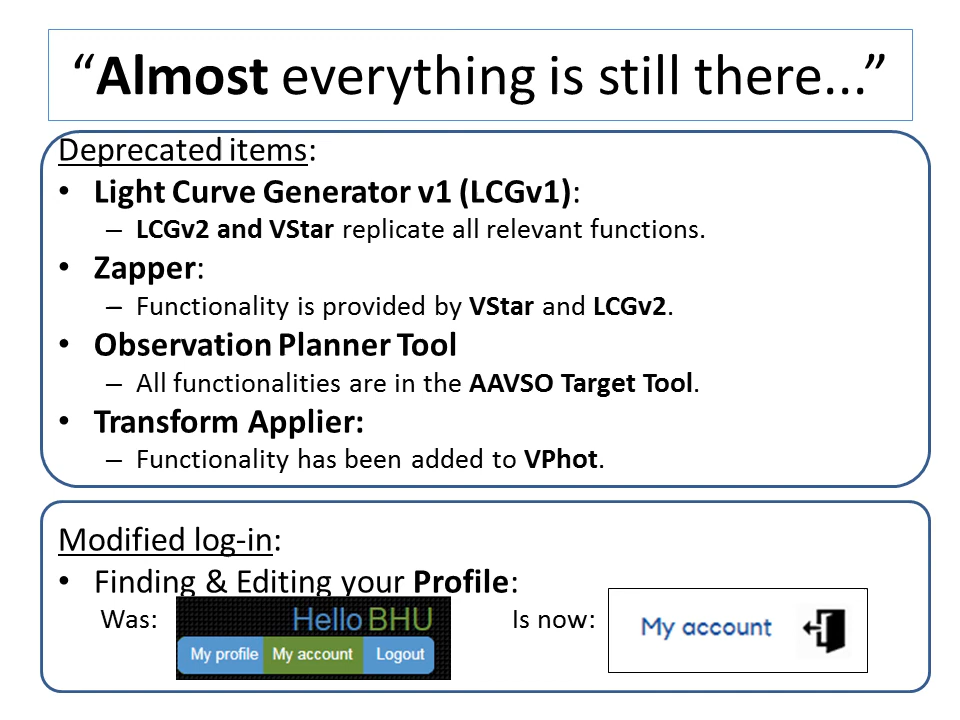 “Almost everything is still there...”
Deprecated items:
• Light Curve Generator v1 (LCGv1):
– LCGv2 and VStar replicate all relevant functions.
• Zapper:
– Functionality is provided by VStar and LCGv2.
• Observation Planner Tool
– All functionalities are in the AAVSO Target Tool.
• Transform Applier:
– Functionality has been added to VPhot.
Modified log-in:
• Finding & Editing your Profile:
Was:
Hello BHU
My profile My account Logout
Is now:
My account